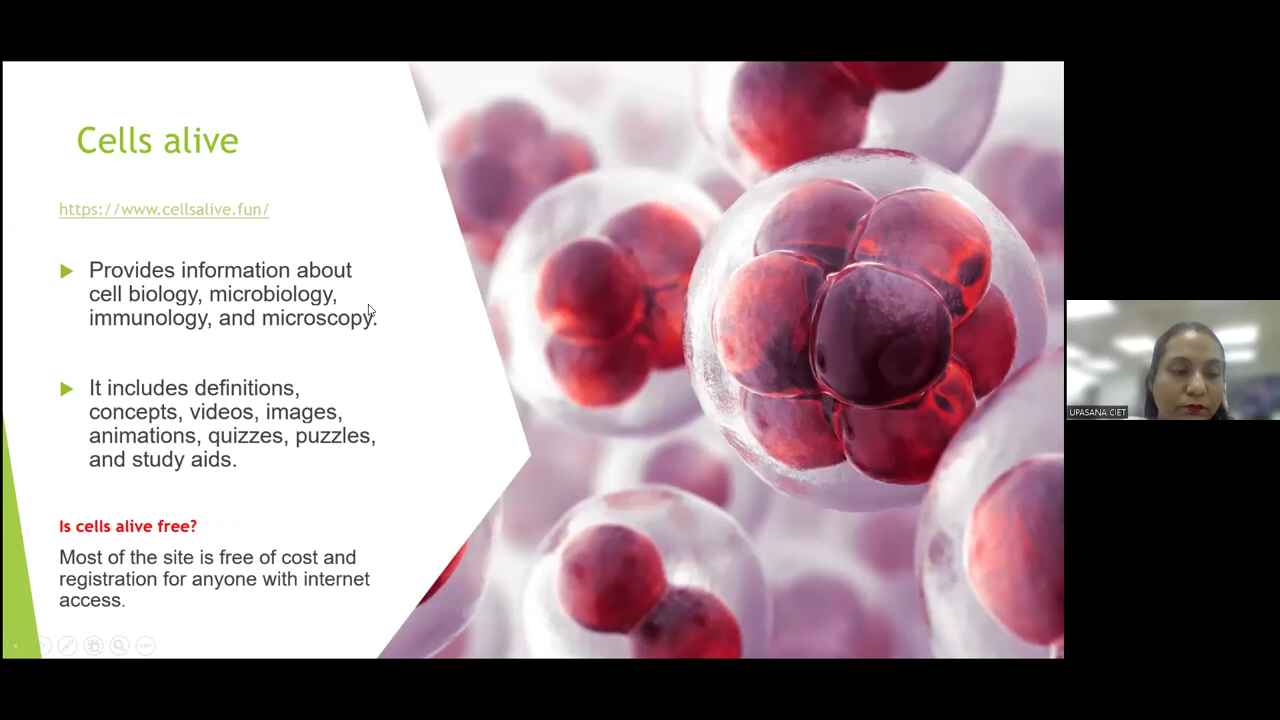 Cells alive
https://www.cellsalive.fun/
Provides information about
cell biology, microbiology,
immunology, and microscopy.
It includes definitions,
concepts, videos, images,
animations, quizzes, puzzles,
and study aids.
Is cells alive free?
Most of the site is free of cost and
registration for anyone with internet
access.
UPASANA CIET